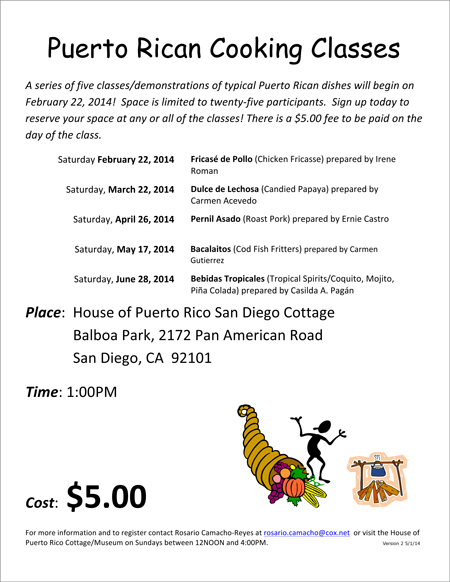 Puerto Rican Cooking Classes
A series of five classes/demonstrations of typical Puerto Rican dishes will begin on
February 22, 2014!  Space is limited to twenty-five participants.  Sign up today to
reserve your space at any or all of the classes! There is a $5.00 fee to be paid on the
day of the class.
Saturday February 22, 2014 Fricasé de Pollo (Chicken Fricasse) prepared by Irene
Roman
Saturday, March 22, 2014 Dulce de Lechosa (Candied Papaya) prepared by
Carmen Acevedo
Saturday, April 26, 2014 Pernil Asado (Roast Pork) prepared by Ernie Castro
Saturday, May 17, 2014 Bacalaitos (Cod Fish Fritters) prepared by Carmen
Gutierrez
Saturday, June 28, 2014 Bebidas Tropicales (Tropical Spirits/Coquito, Mojito,
Piña Colada) prepared by Casilda A. Pagán
Place:  House of Puerto Rico San Diego Cottage
Balboa Park, 2172 Pan American Road
San Diego, CA  92101
Time: 1:00PM
Cost: $5.00
For more information and to register contact Rosario Camacho-Reyes at rosario.camacho@cox.net  or visit the House of
Puerto Rico Cottage/Museum on Sundays between 12NOON and 4:00PM. Version 2 5/1/14